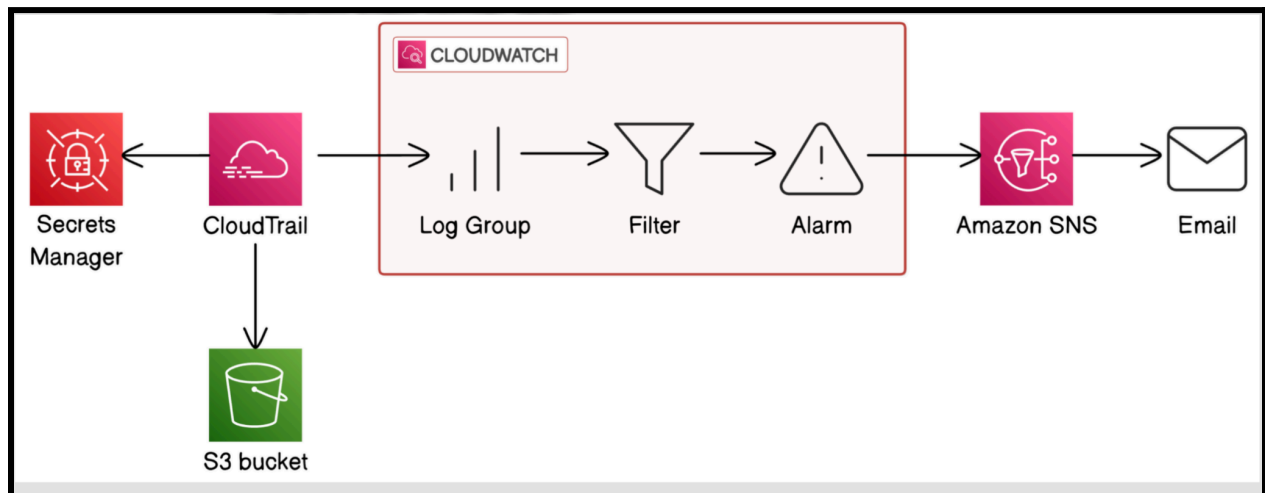 CLOUDWATCH
Secrets
Manager
CloudTrail
Log Group
Filter
Alarm
Amazon SNS
Email
S3 bucket